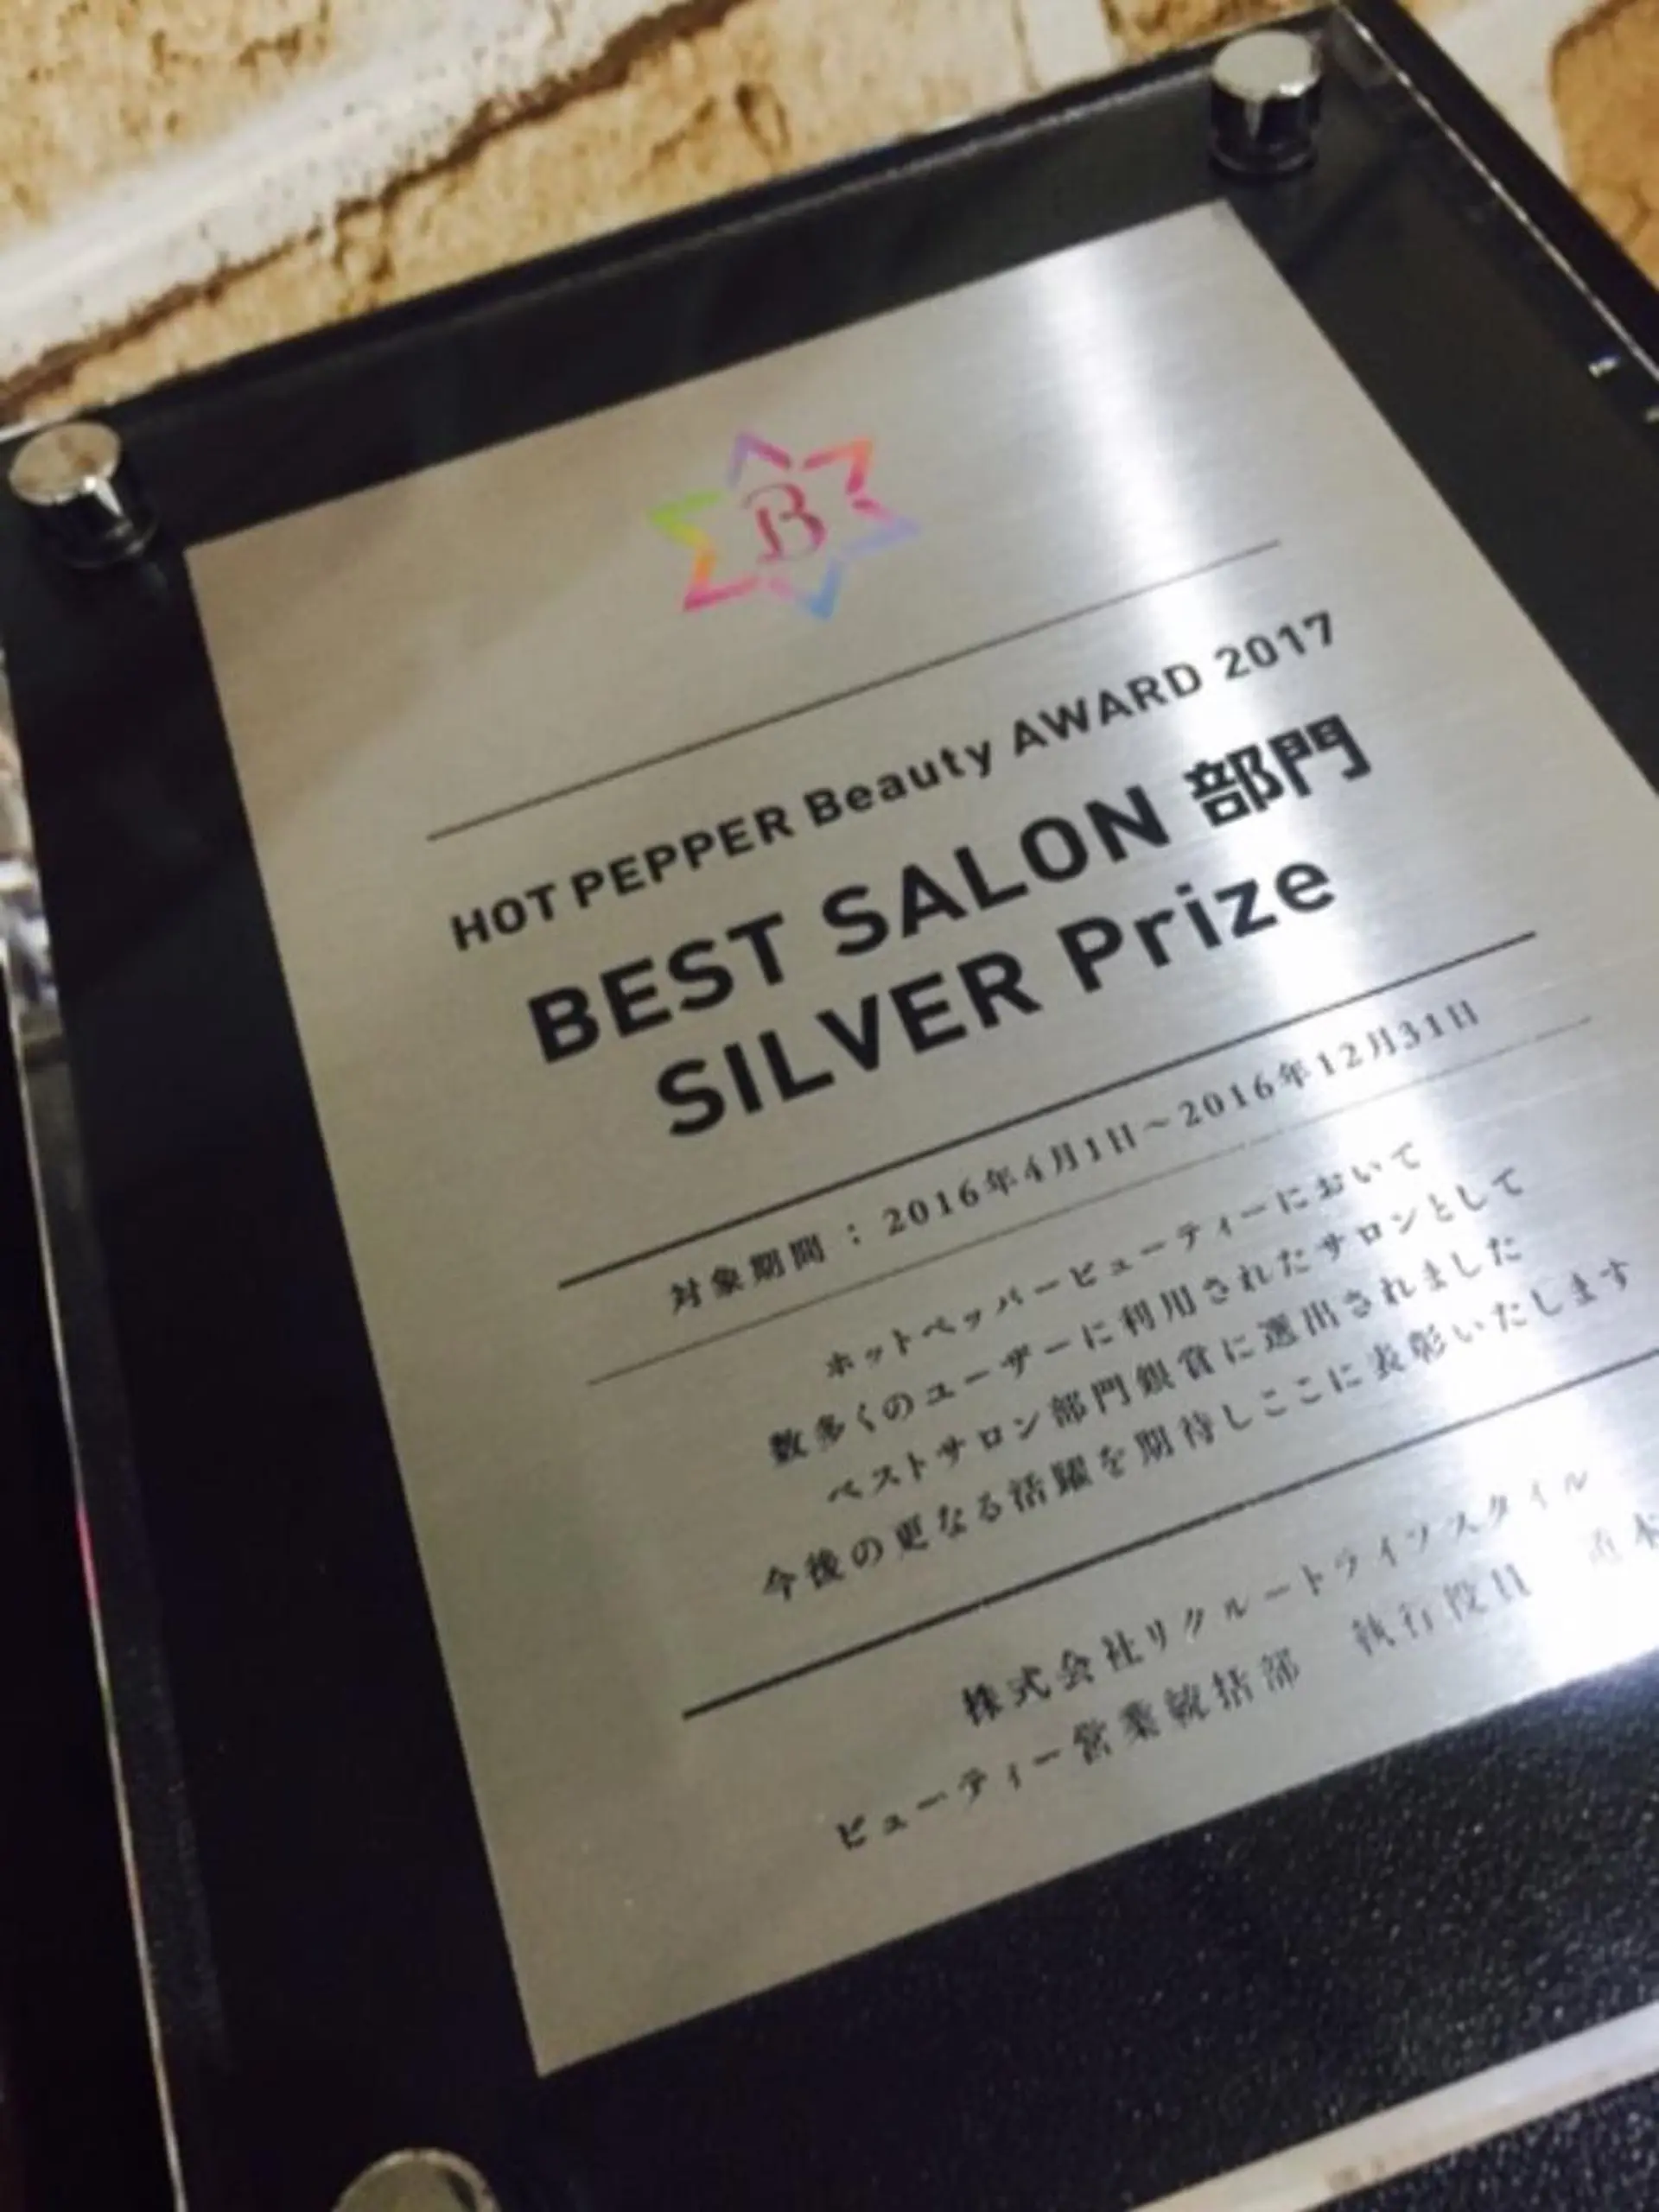 B
HOT PEPPER Beauty AWARD 2017
BEST SALON 部門
SILVER Prize
対象期間：2016年4月1日～2016年12月31日
ホットペッパービューティーにおいて
数多くのユーザーに利用されたサロンとして
ベストサロン部門銀賞に選出されました
今後の更なる活躍を期待しここに表彰いたします
株式会社リクルートライフスタイル
ビューティー営業統括部 執行役員